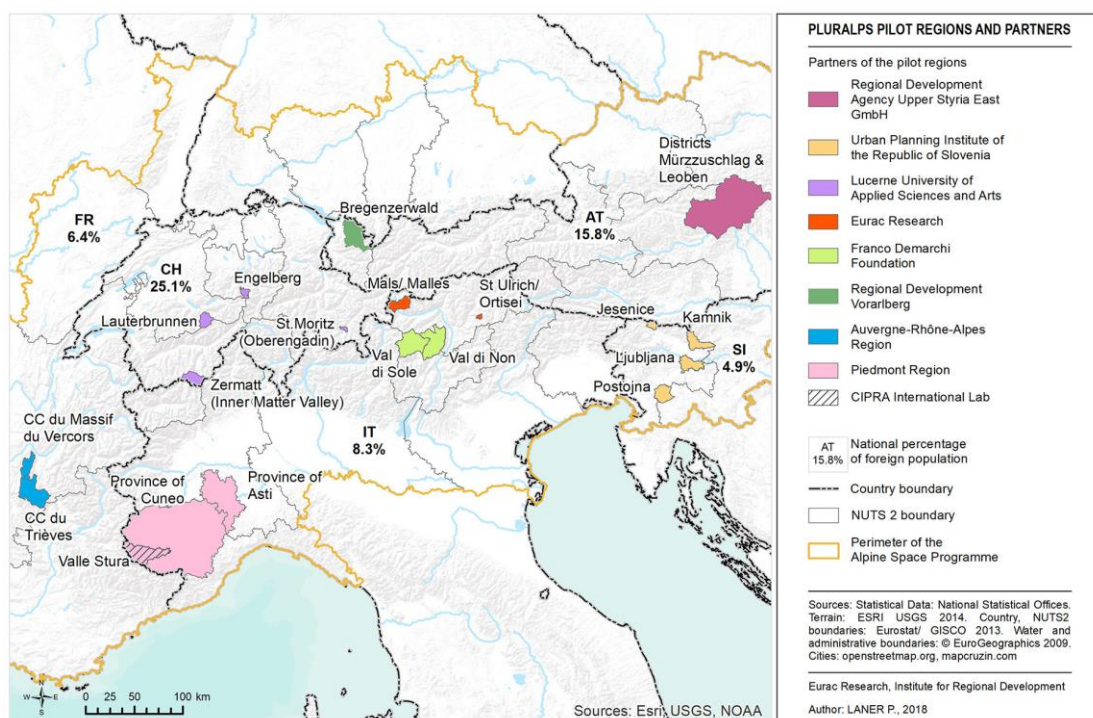 FR
6.4%
CH
25.1%
Engelberg
Lauterbrunnen
St.Moritz
(Oberengadin)
Zermatt
(Inner Matter Valley)
Bregenzerwald
Mals/ Malles
St Ulrich/
Ortisei
Val
di Sole
Val di Non
AT
15.8%
Districts
Mürzzuschlag &
Leoben
Jesenice
Kamnik
Ljubljana
SI
4.9%
Postojna
IT
8.3%
CC du Massif
du Vercors
CC du
Trièves
Province of
Cuneo
Province of
Asti
Valle Stura
W
N
E
S
0 25 50 100 km
Sources: Esri, USGS, NOAA
PLURALPS PILOT REGIONS AND PARTNERS
Partners of the pilot regions
Regional Development
Agency Upper Styria East
GmbH
Urban Planning Institute of
the Republic of Slovenia
Lucerne University of
Applied Sciences and Arts
Eurac Research
Franco Demarchi
Foundation
Regional Development
Vorarlberg
Auvergne-Rhône-Alpes
Region
Piedmont Region
CIPRA International Lab
AT
15.8%
National percentage
of foreign population
Country boundary
NUTS 2 boundary
Perimeter of the
Alpine Space Programme
Sources: Statistical Data: National Statistical Offices.
Terrain: ESRI USGS 2014. Country, NUTS2
boundaries: Eurostat/ GISCO 2013. Water and
administrative boundaries: © EuroGeographics 2009.
Cities: openstreetmap.org, mapcruzin.com
Eurac Research, Institute for Regional Development
Author: LANER P., 2018